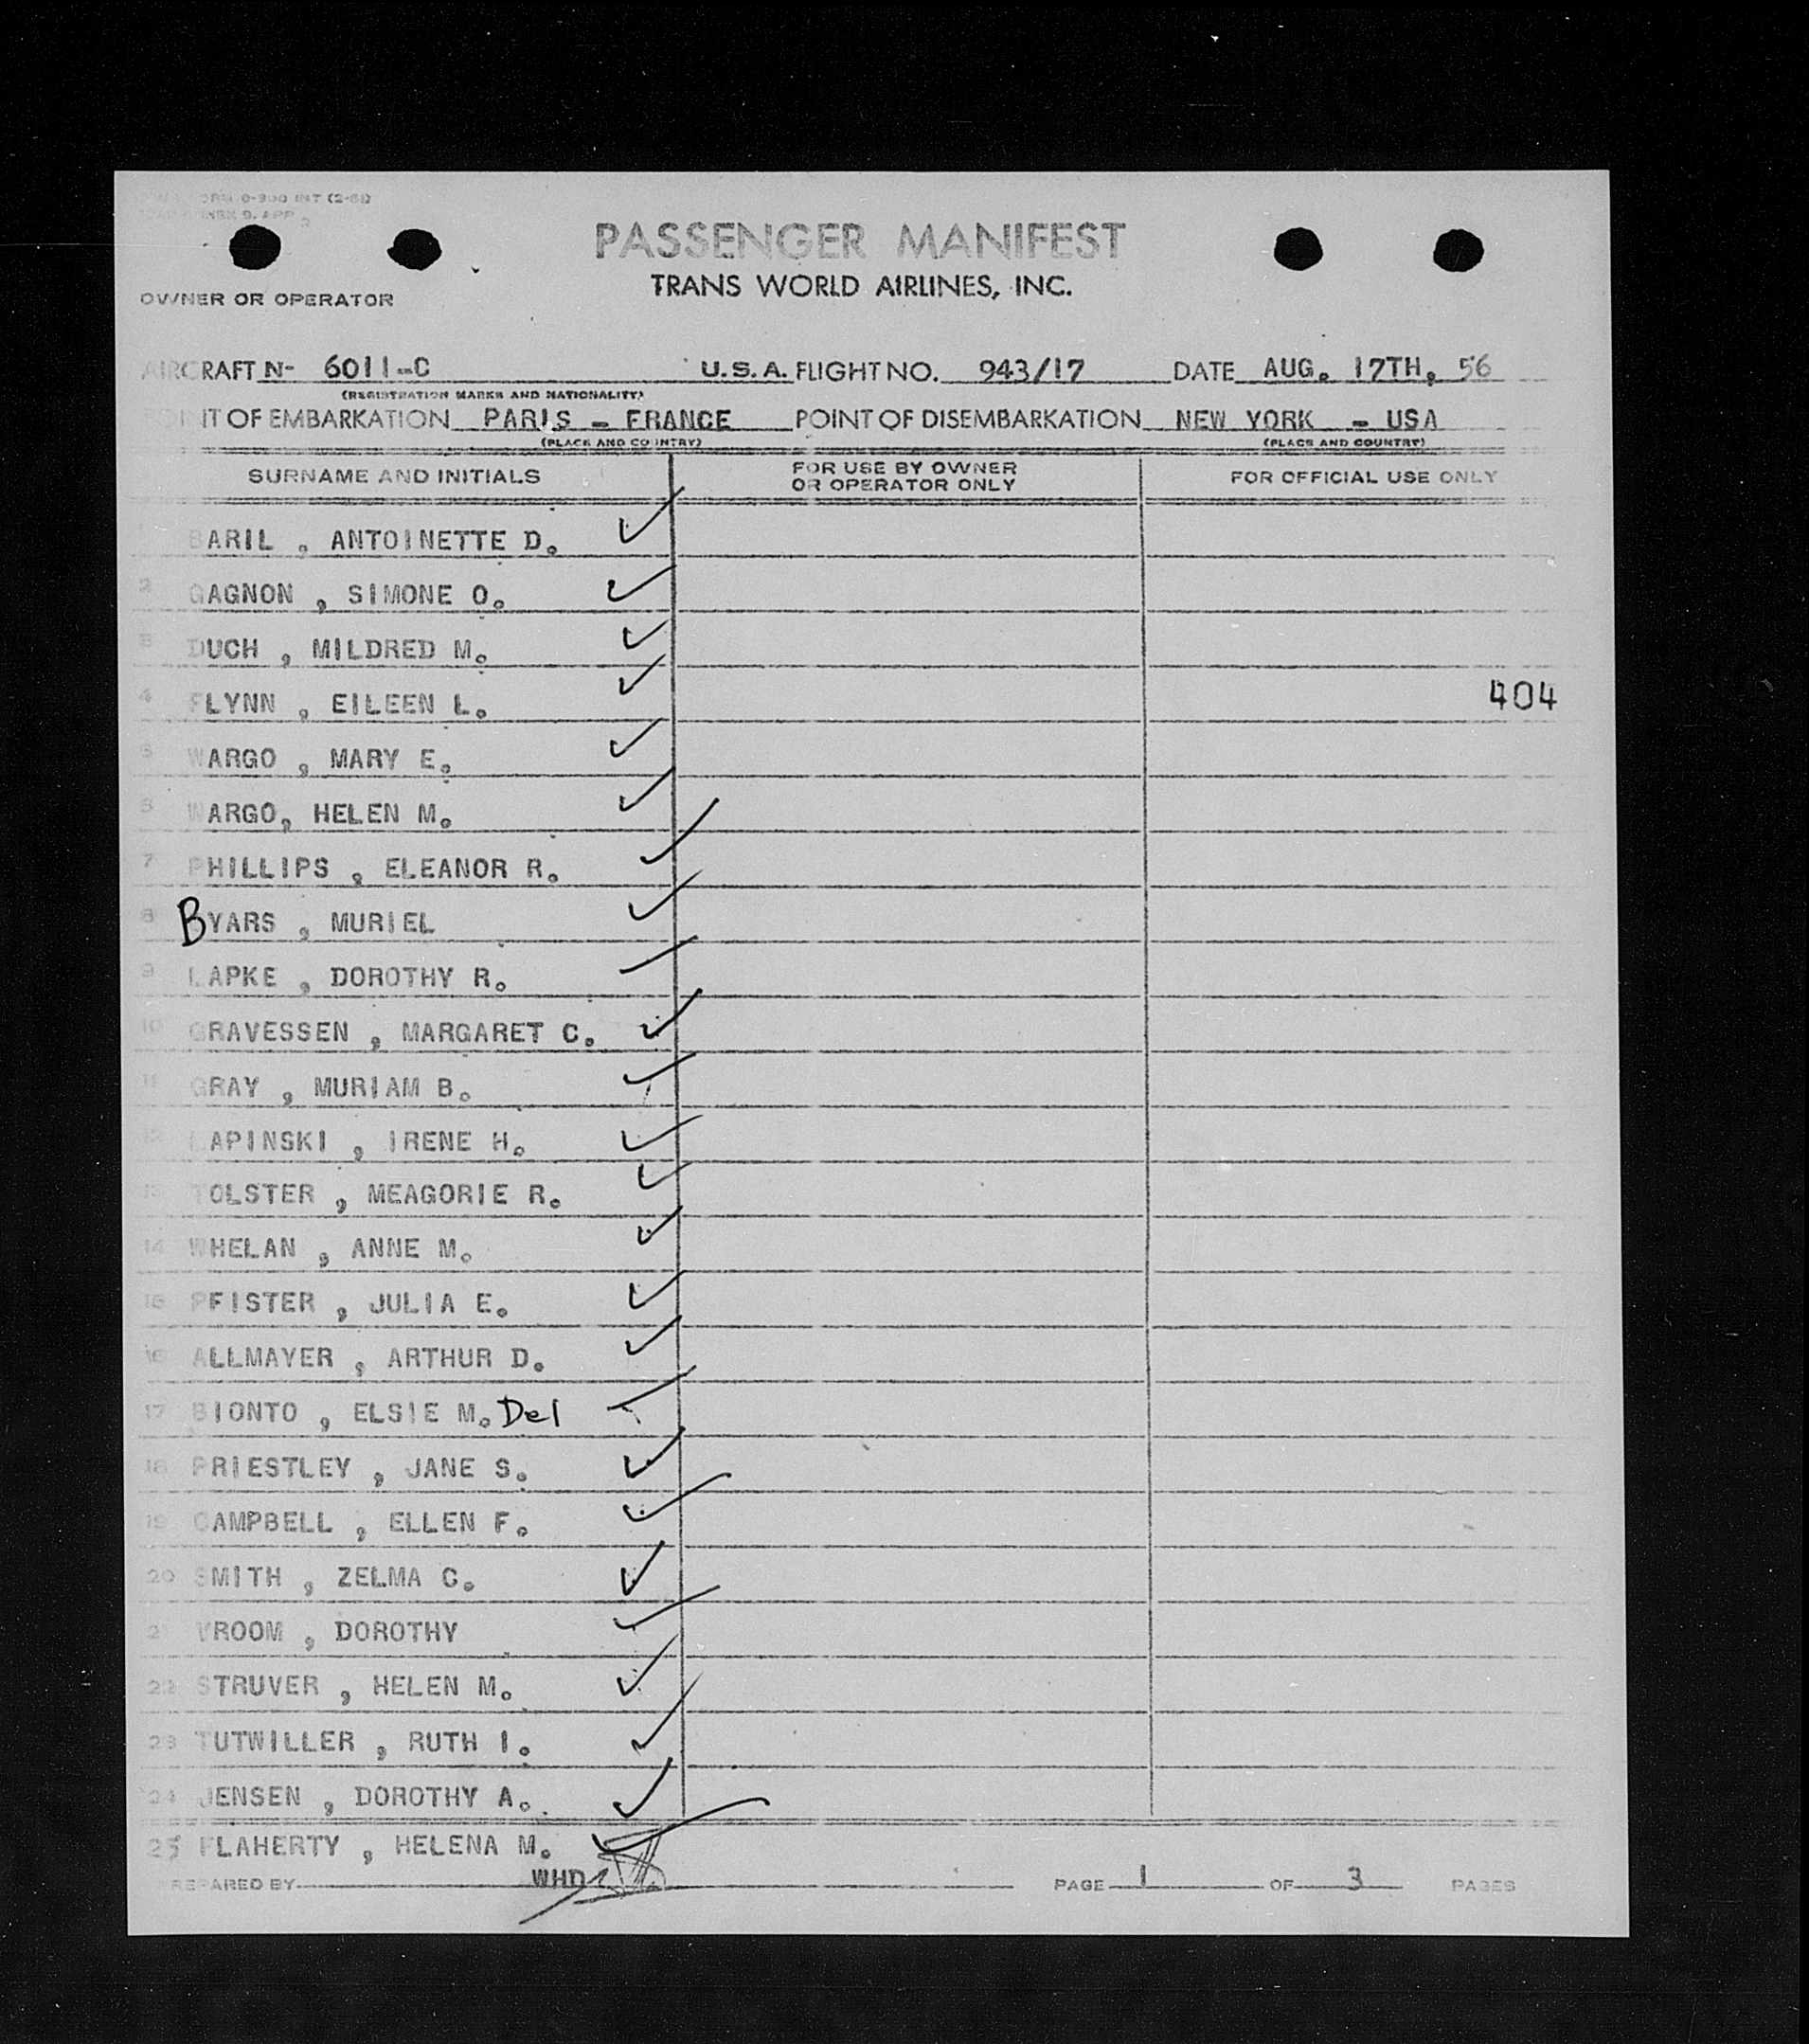 PASSENGER MANIFEST
TRANS WORLD AIRLINES, INC.
OWNER OR OPERATOR
AIRCRAFT N- 6011-C U.S.A. FLIGHT NO. 943/17 DATE AUG. 17TH, 56
(REGISTRATION MARKS AND NATIONALITY)
POINT OF EMBARKATION PARIS - FRANCE POINT OF DISEMBARKATION NEW YORK - USA
(PLACE AND COUNTRY) (PLACE AND COUNTRY)
SURNAME AND INITIALS FOR USE BY OWNER OR OPERATOR ONLY FOR OFFICIAL USE ONLY
BARIL , ANTOINETTE D.
2 GAGNON , SIMONE O.
3 DUCH , MILDRED M.
4 FLYNN , EILEEN L. 404
5 WARGO , MARY E.
6 WARGO, HELEN M.
7 PHILLIPS , ELEANOR R.
8 BYARS , MURIEL
9 LAPKE , DOROTHY R.
10 GRAVESSEN , MARGARET C.
11 GRAY , MURIAM B.
12 LAPINSKI , IRENE H.
13 TOLSTER , MEAGORIE R.
14 WHELAN , ANNE M.
15 PFISTER , JULIA E.
16 ALLMAYER , ARTHUR D.
17 BIONTO , ELSIE M. Del
18 PRIESTLEY , JANE S.
19 CAMPBELL , ELLEN F.
20 SMITH , ZELMA C.
2 VROOM , DOROTHY
22 STRUVER , HELEN M.
23 TUTWILLER , RUTH I.
24 JENSEN , DOROTHY A.
25 FLAHERTY , HELENA M.
PREPARED BY WHD PAGE 1 OF 3 PAGES